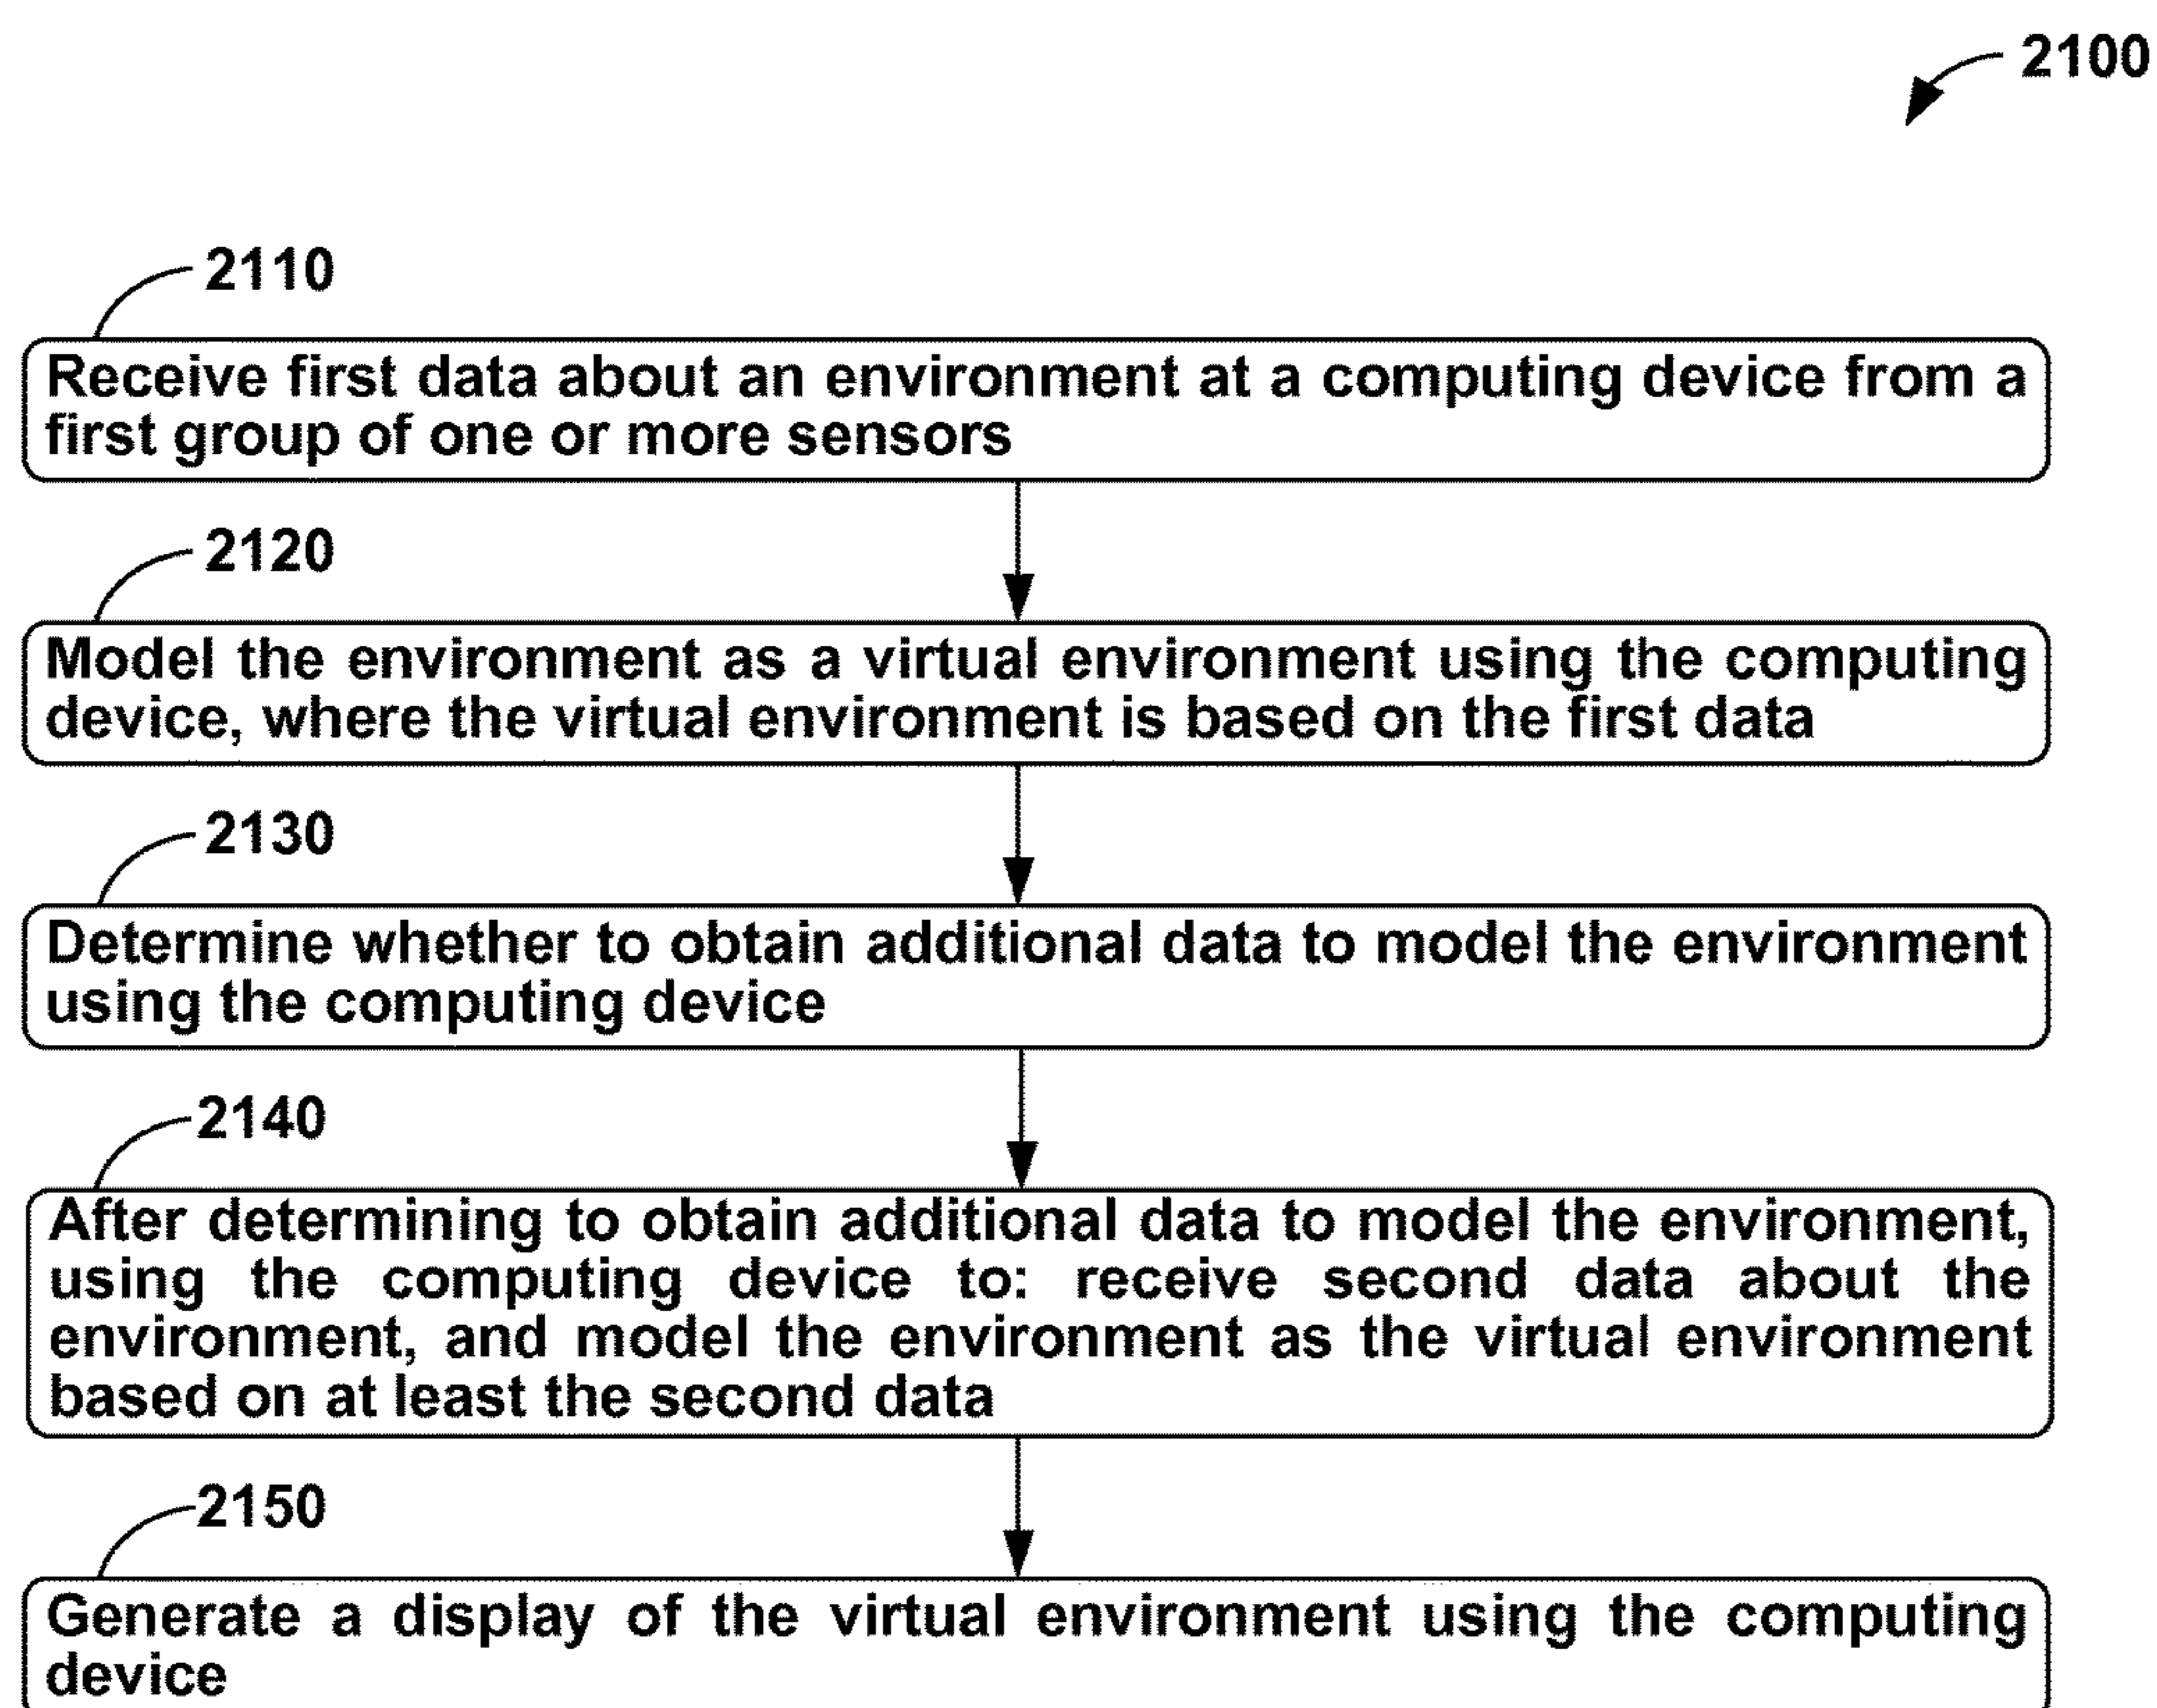 2100
2110
Receive first data about an environment at a computing device from a
first group of one or more sensors
2120
Model the environment as a virtual environment using the computing
device, where the virtual environment is based on the first data
2130
Determine whether to obtain additional data to model the environment
using the computing device
2140
After determining to obtain additional data to model the environment,
using the computing device to: receive second data about the
environment, and model the environment as the virtual environment
based on at least the second data
2150
Generate a display of the virtual environment using the computing
device